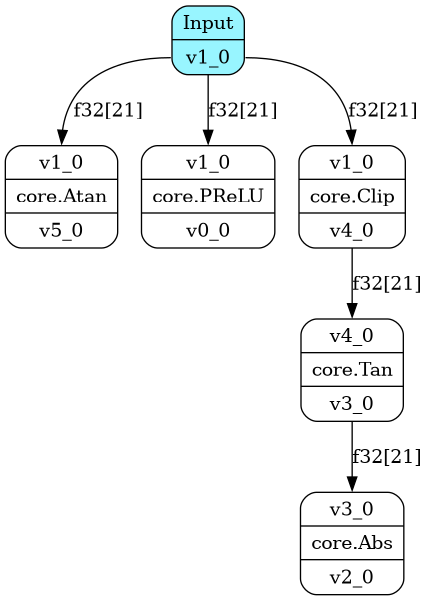 Input
v1_0
f32[21]
f32[21]
f32[21]
v1_0
core.Atan
v5_0
v1_0
core.PReLU
v0_0
v1_0
core.Clip
v4_0
f32[21]
v4_0
core.Tan
v3_0
f32[21]
v3_0
core.Abs
v2_0